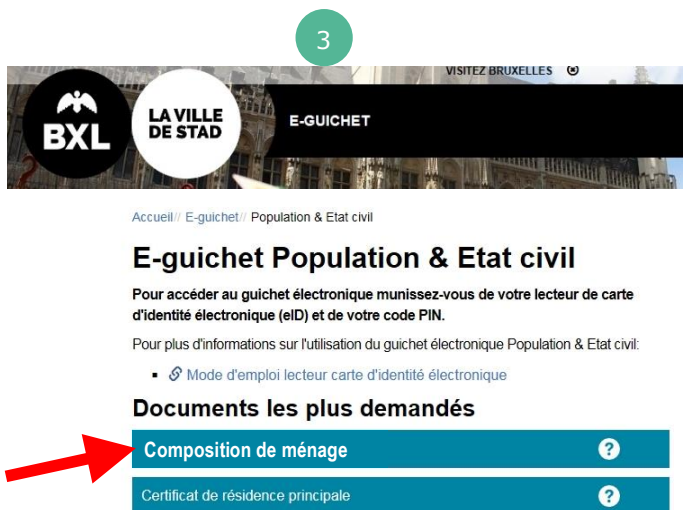 3
VISITEZ BRUXELLES
BXL
LA VILLE
DE STAD
E-GUICHET
Accueil// E-guichet// Population & Etat civil
E-guichet Population & Etat civil
Pour accéder au guichet électronique munissez-vous de votre lecteur de carte
d'identité électronique (eID) et de votre code PIN.
Pour plus d'informations sur l'utilisation du guichet électronique Population & Etat civil:
Mode d'emploi lecteur carte d'identité électronique
Documents les plus demandés
Composition de ménage ?
Certificat de résidence principale ?